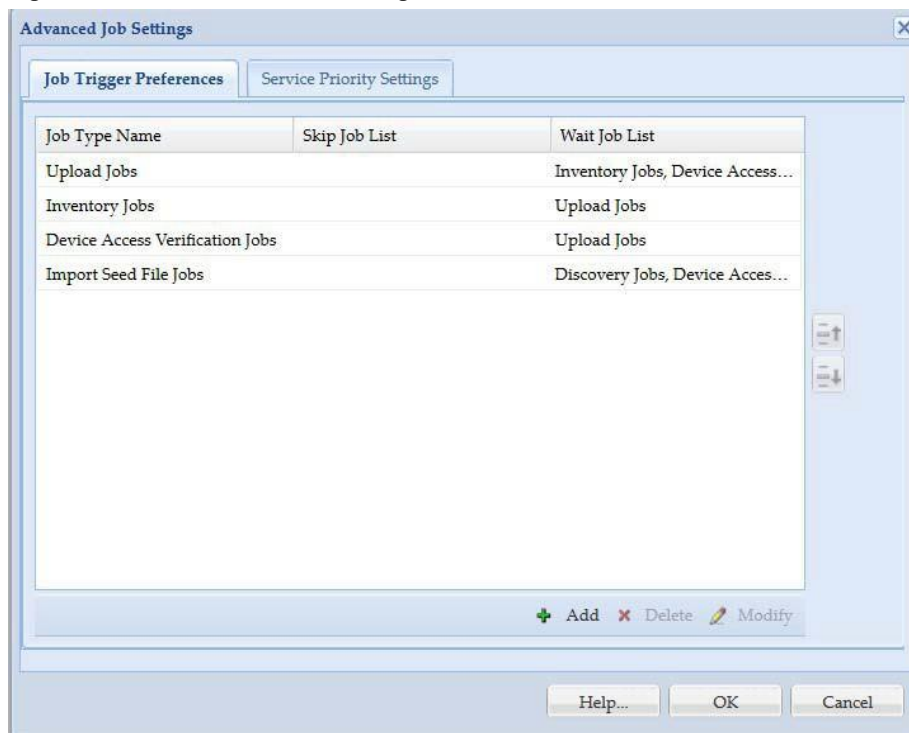 Advanced Job Settings
Job Trigger Preferences Service Priority Settings
Job Type Name Skip Job List Wait Job List
Upload Jobs Inventory Jobs, Device Access...
Inventory Jobs Upload Jobs
Device Access Verification Jobs Upload Jobs
Import Seed File Jobs Discovery Jobs, Device Acces...
Add Delete Modify
Help... OK Cancel